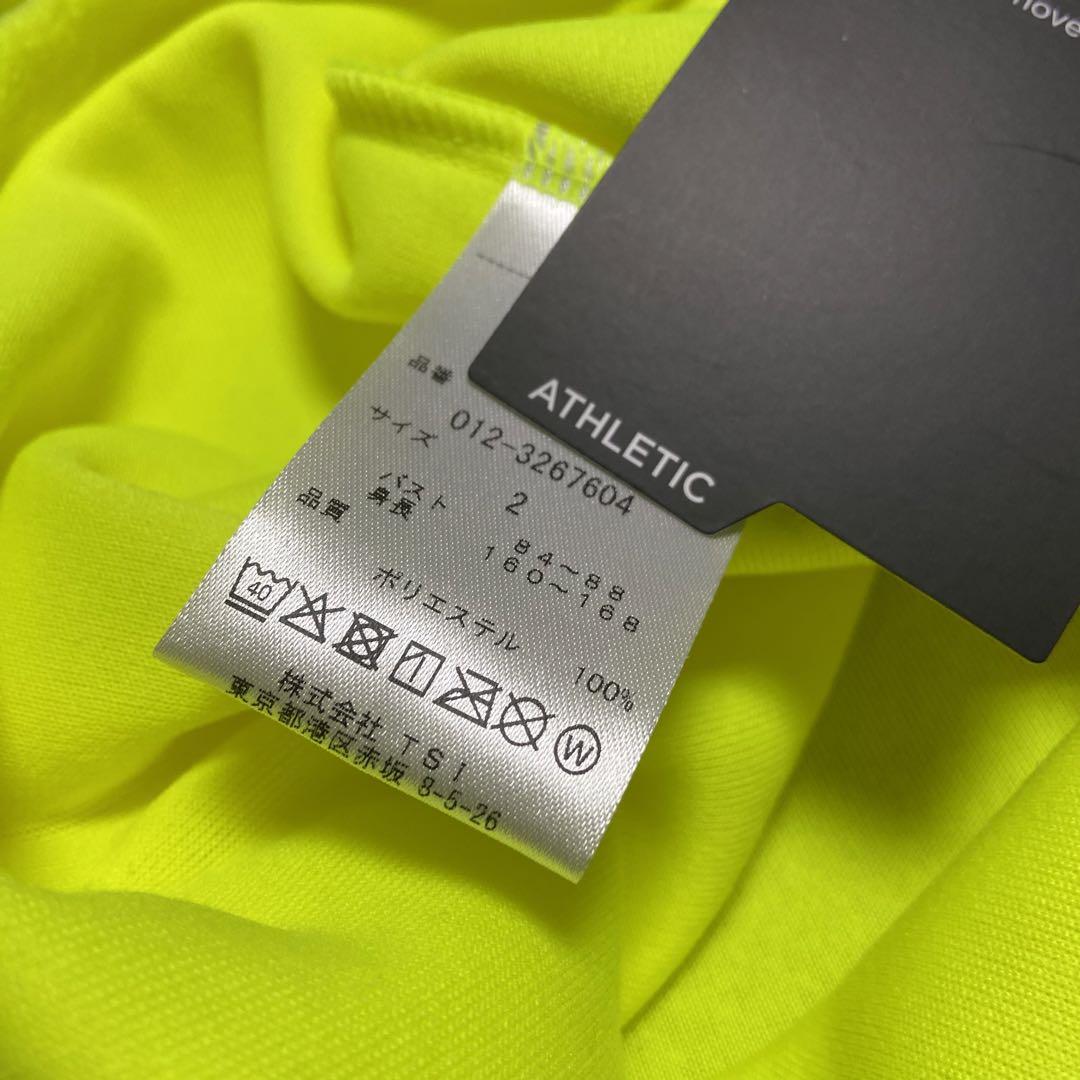 ATHLETIC
品番
012-3267604
サイズ
2
バスト
84～88
身長
160～168
品質
ポリエステル
100%
40
W
株式会社 TSI
東京都港区赤坂 8-5-26